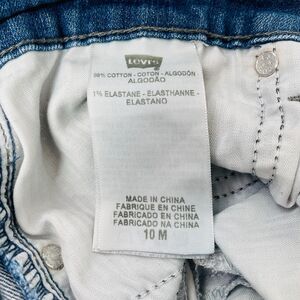 Levi's
99% COTTON - COTON - ALGODÓN
ALGODÃO
1% ELASTANE - ELASTHANNE -
ELASTANO
MADE IN CHINA
FABRIQUE EN CHINE
FABRICADO EN CHINA
FABRICADO NA CHINA
10 M